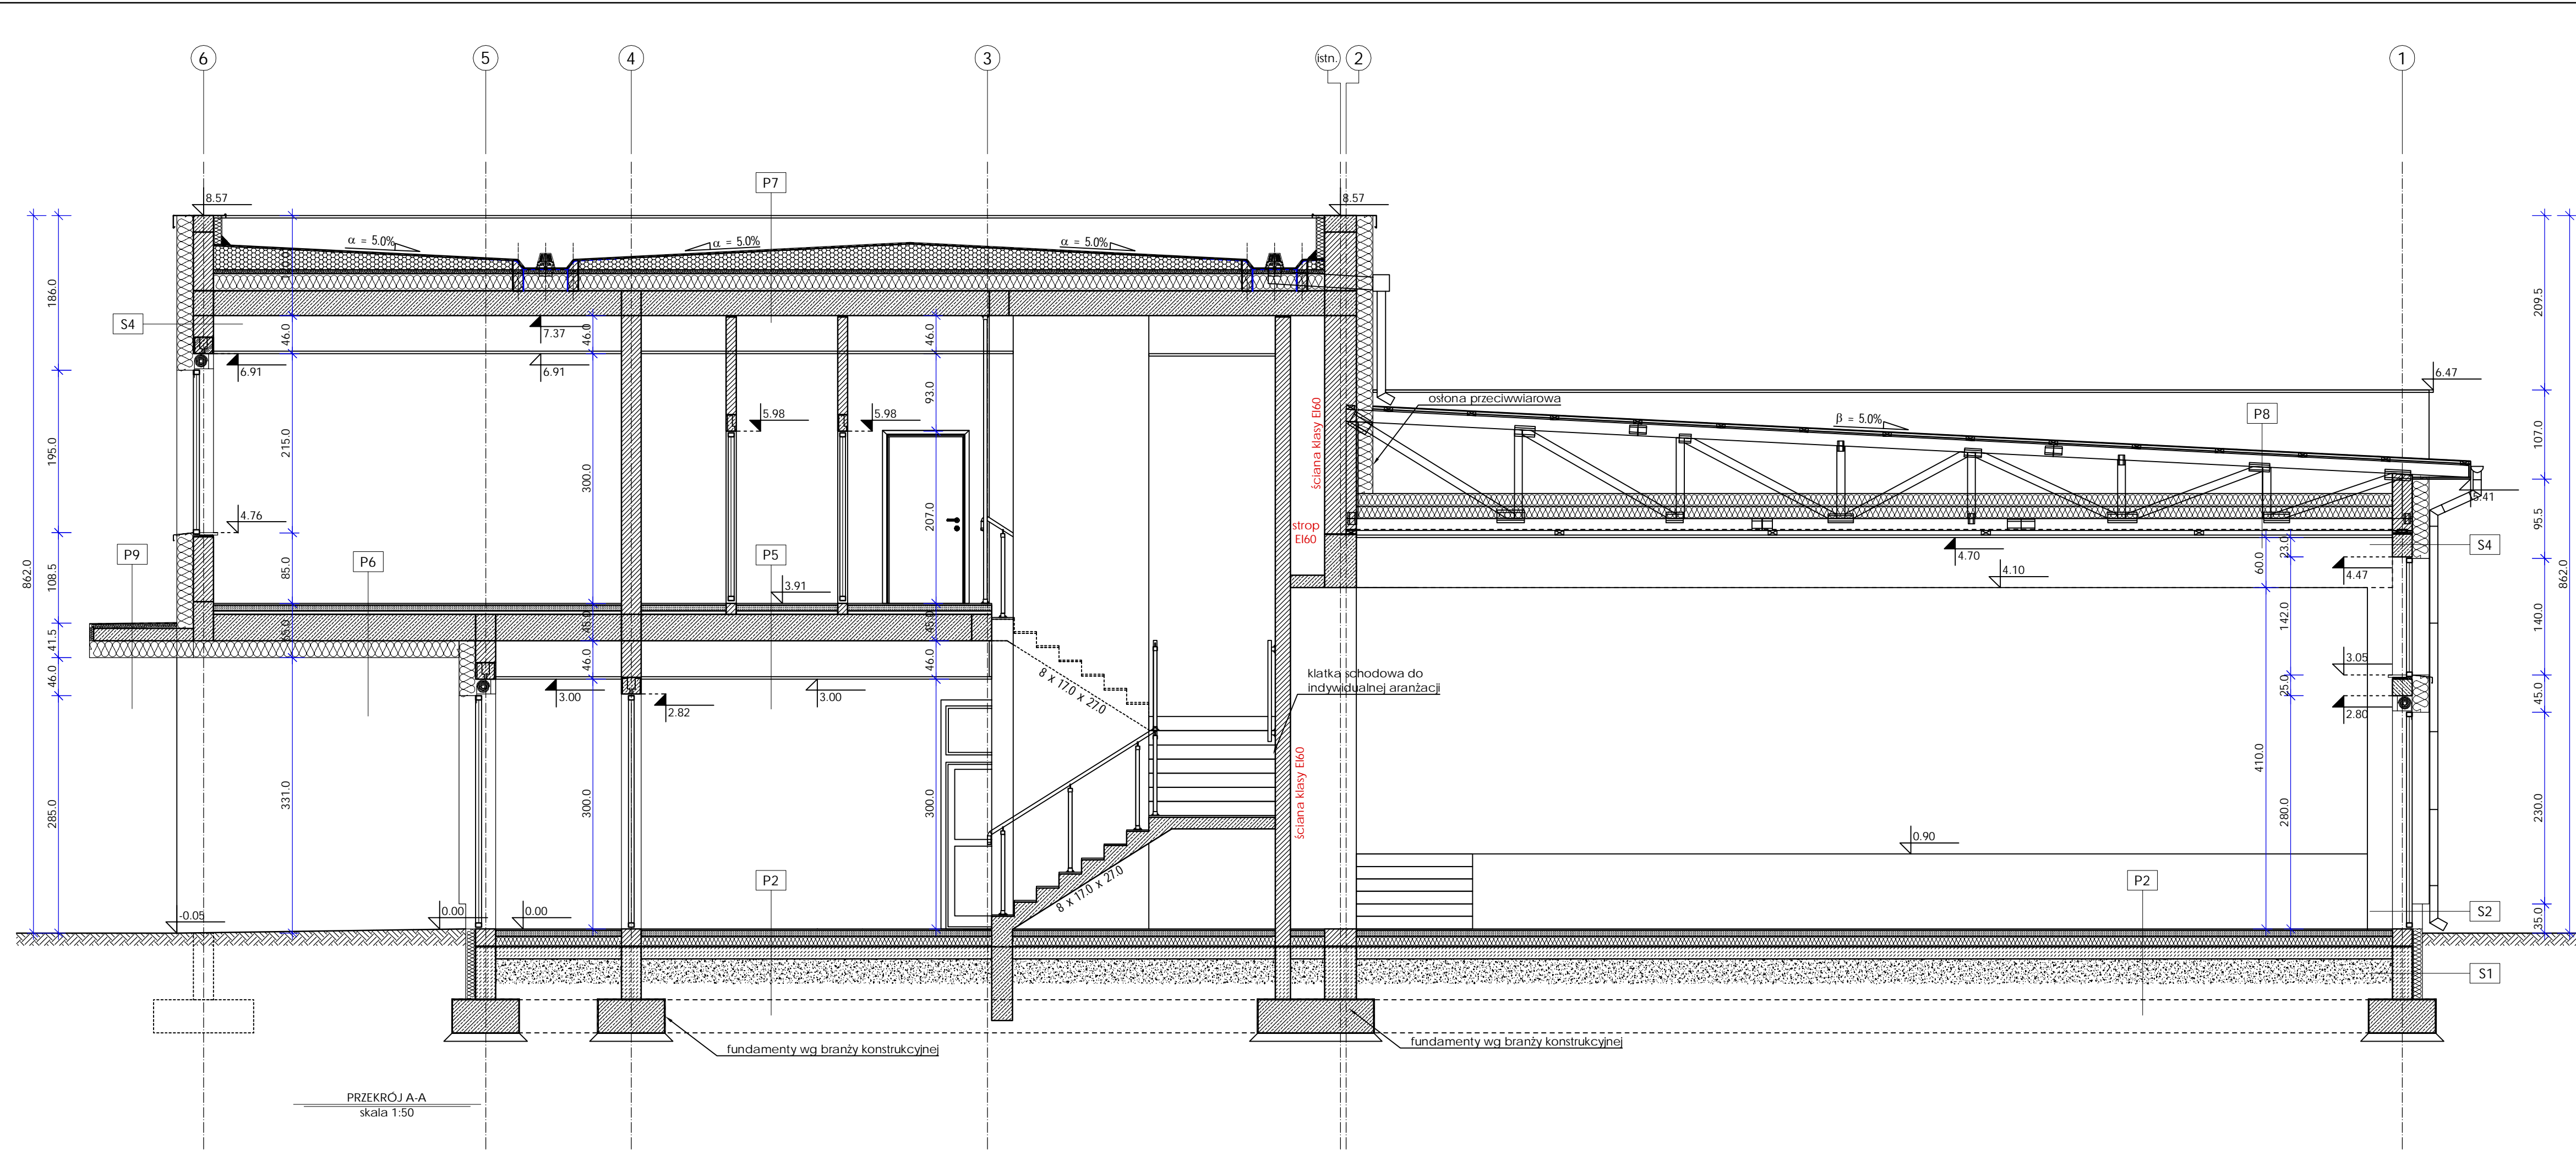 6
5
4
3
istn.
2
1
P7
8.57
8.57
α = 5.0%
α = 5.0%
α = 5.0%
186.0
209.5
S4
46.0
7.37
46.0
46.0
6.91
6.91
6.47
osłona przeciwwiarowa
93.0
5.98
5.98
β = 5.0%
P8
ściana klasy EI60
195.0
215.0
300.0
107.0
4.76
207.0
strop
EI60
5.41
95.5
S4
P9
P6
P5
4.70
23.0
862.0
108.5
85.0
3.91
60.0
4.10
4.47
862.0
41.5
65.0
45.0
45.0
142.0
140.0
46.0
46.0
46.0
3.05
8 x 17.0 x 27.0
klatka schodowa do
indywidualnej aranżacji
3.00
3.00
2.82
25.0
45.0
2.80
ściana klasy EI60
285.0
331.0
300.0
300.0
410.0
280.0
230.0
0.90
8 x 17.0 x 27.0
P2
P2
-0.05
0.00
0.00
S2
35.0
S1
fundamenty wg branży konstrukcyjnej
fundamenty wg branży konstrukcyjnej
PRZEKRÓJ A-A
skala 1:50